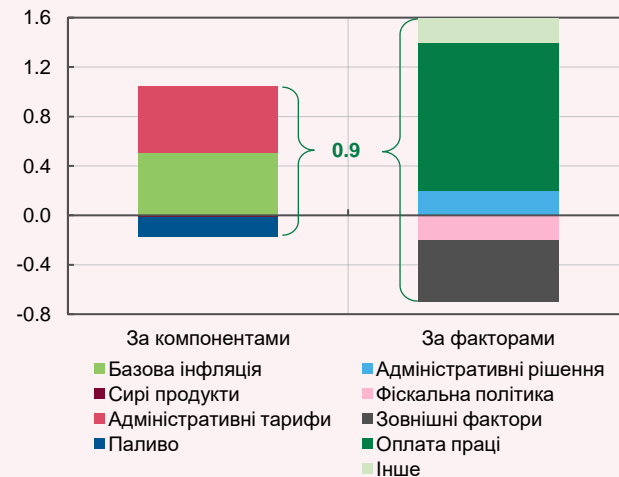 1.6
1.2
0.8
0.4
0.0
-0.4
-0.8
0.9
За компонентами
За факторами
Базова інфляція
Сирі продукти
Адміністративні тарифи
Паливо
Адміністративні рішення
Фіскальна політика
Зовнішні фактори
Оплата праці
Інше